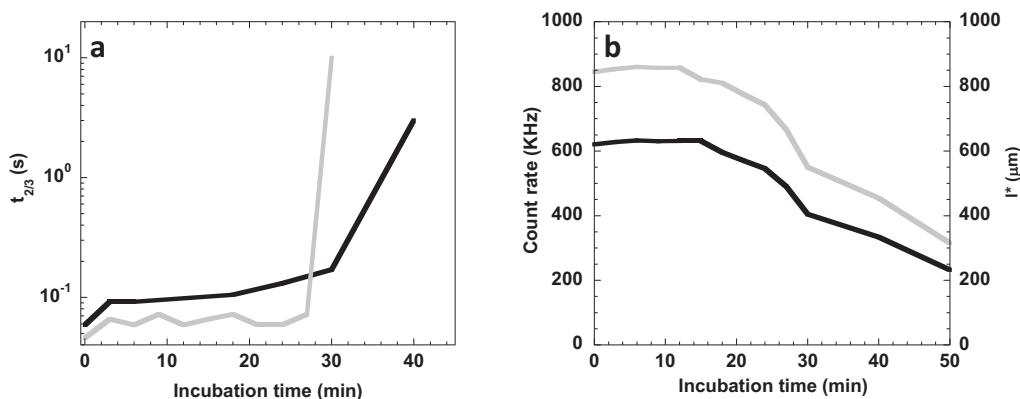 a
10^1
10^0
10^-1
t_2/3 (s)
0 10 20 30 40
Incubation time (min)
b
1000
800
600
400
200
0
Count rate (KHz)
1000
800
600
400
200
0
l* (μm)
0 10 20 30 40 50
Incubation time (min)